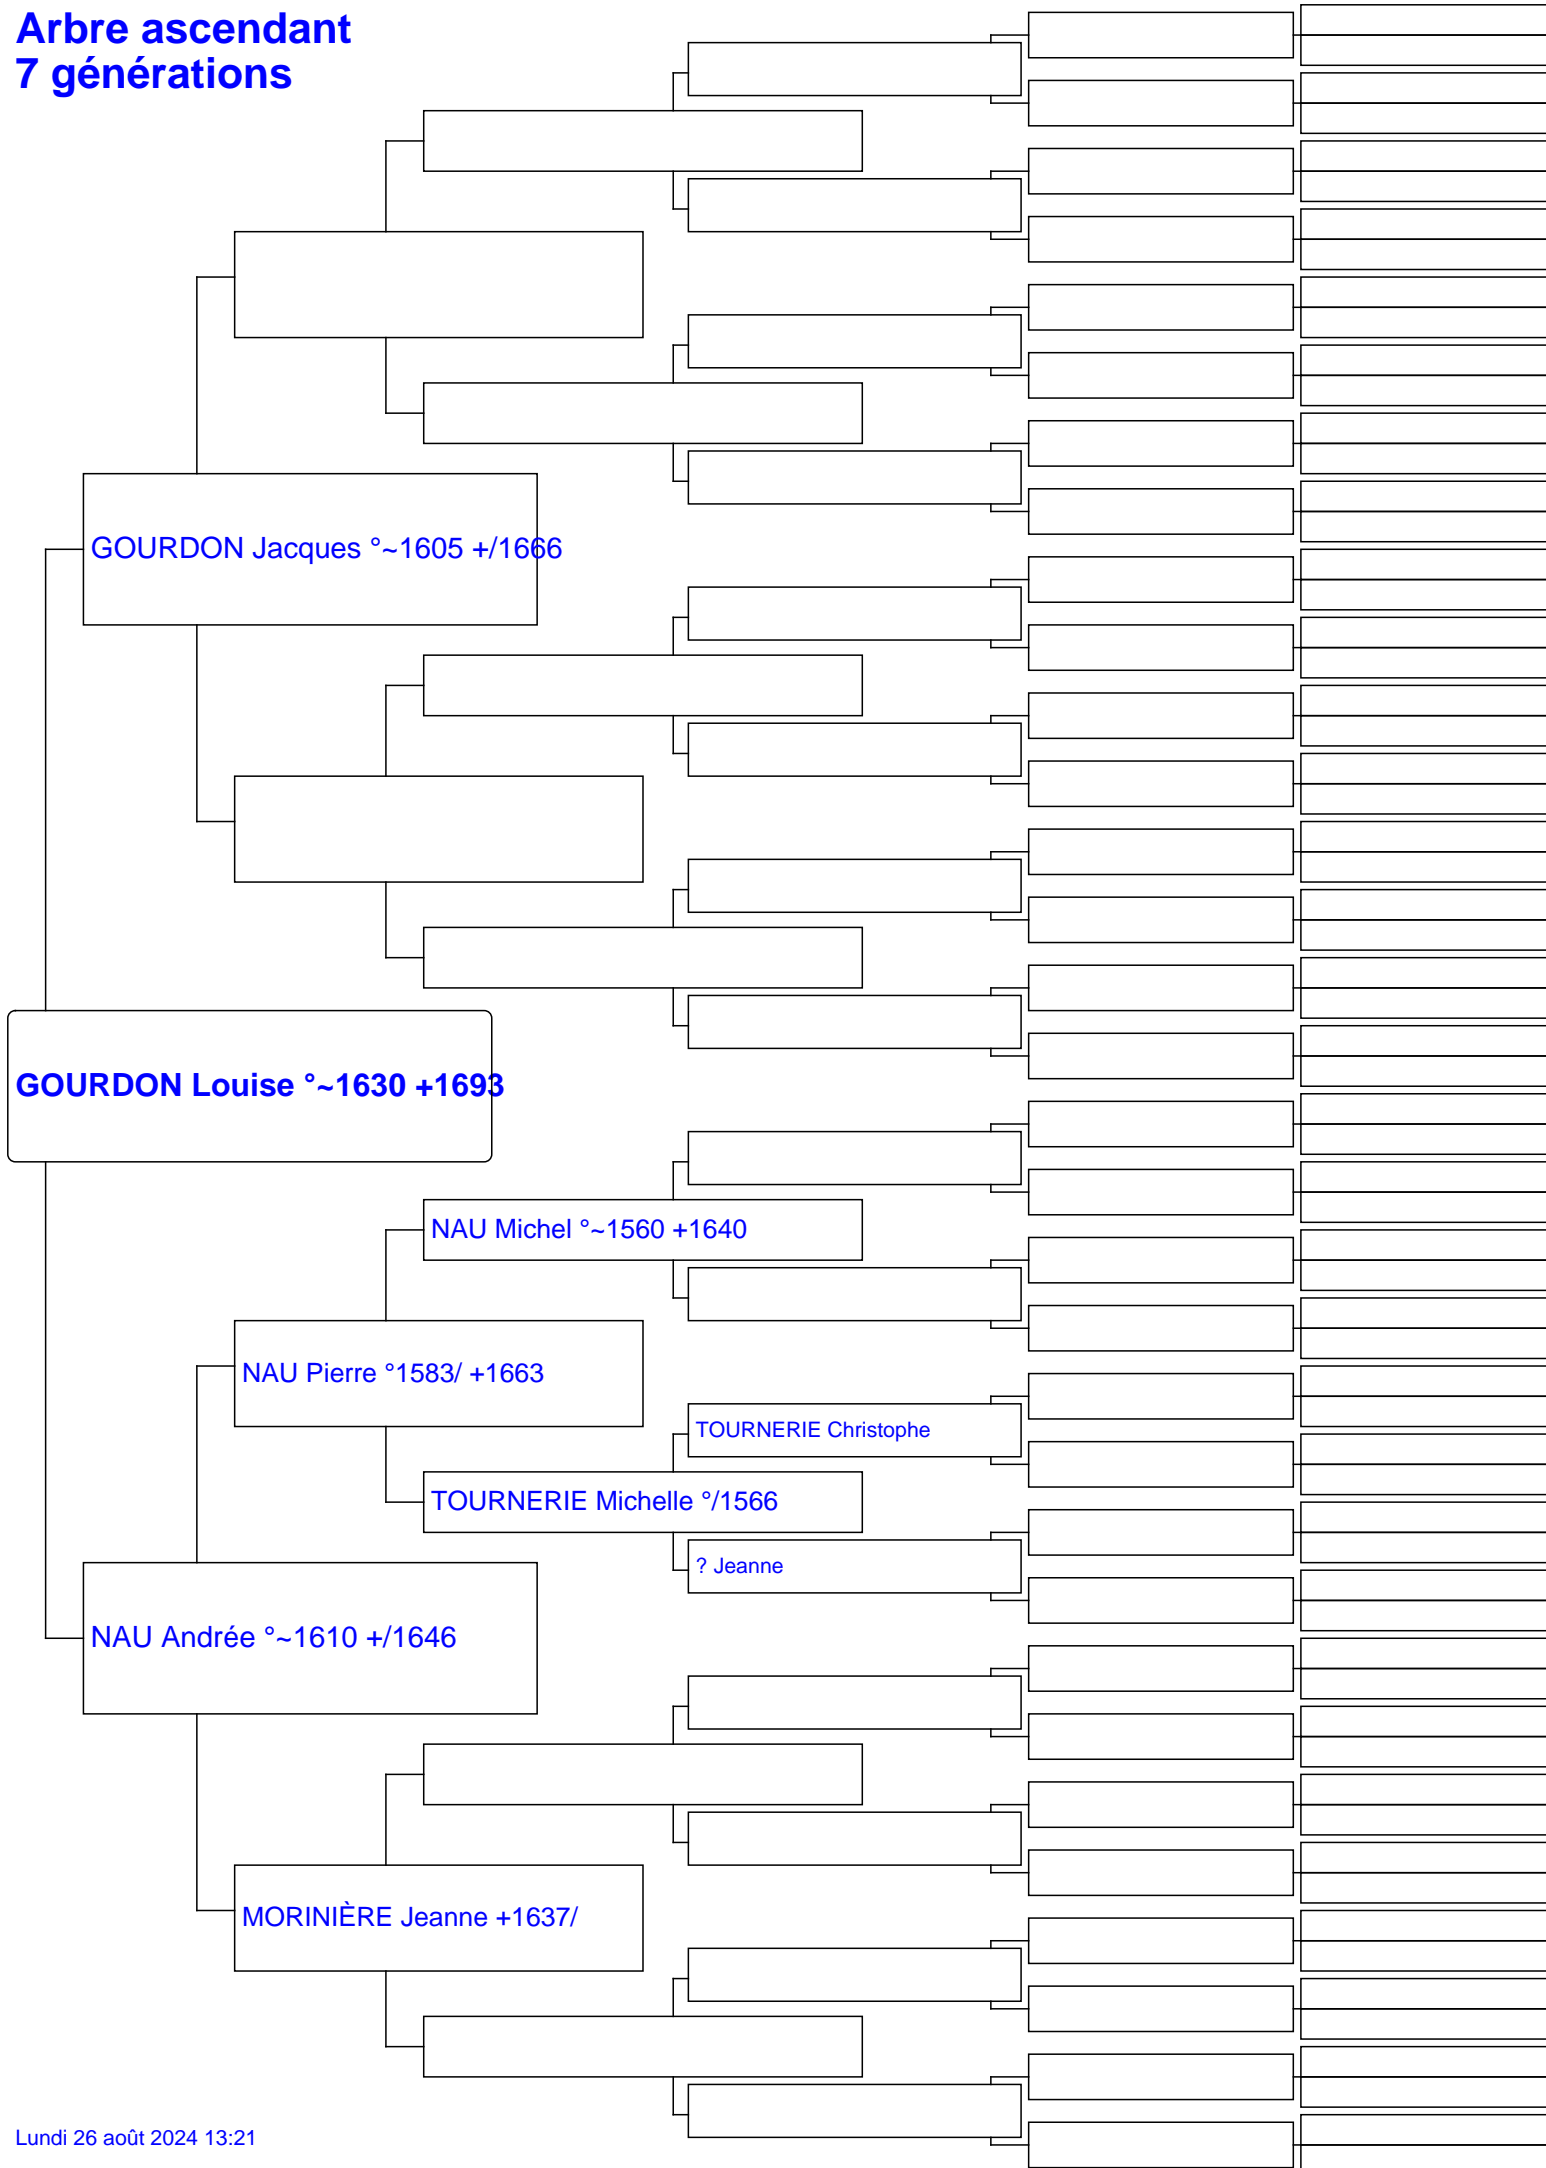 Arbre ascendant
7 générations
GOURDON Jacques °~1605 +/1666
GOURDON Louise °~1630 +1693
NAU Michel °~1560 +1640
NAU Pierre °1583/ +1663
TOURNERIE Christophe
TOURNERIE Michelle °/1566
? Jeanne
NAU Andrée °~1610 +/1646
MORINIÈRE Jeanne +1637/
Lundi 26 août 2024 13:21